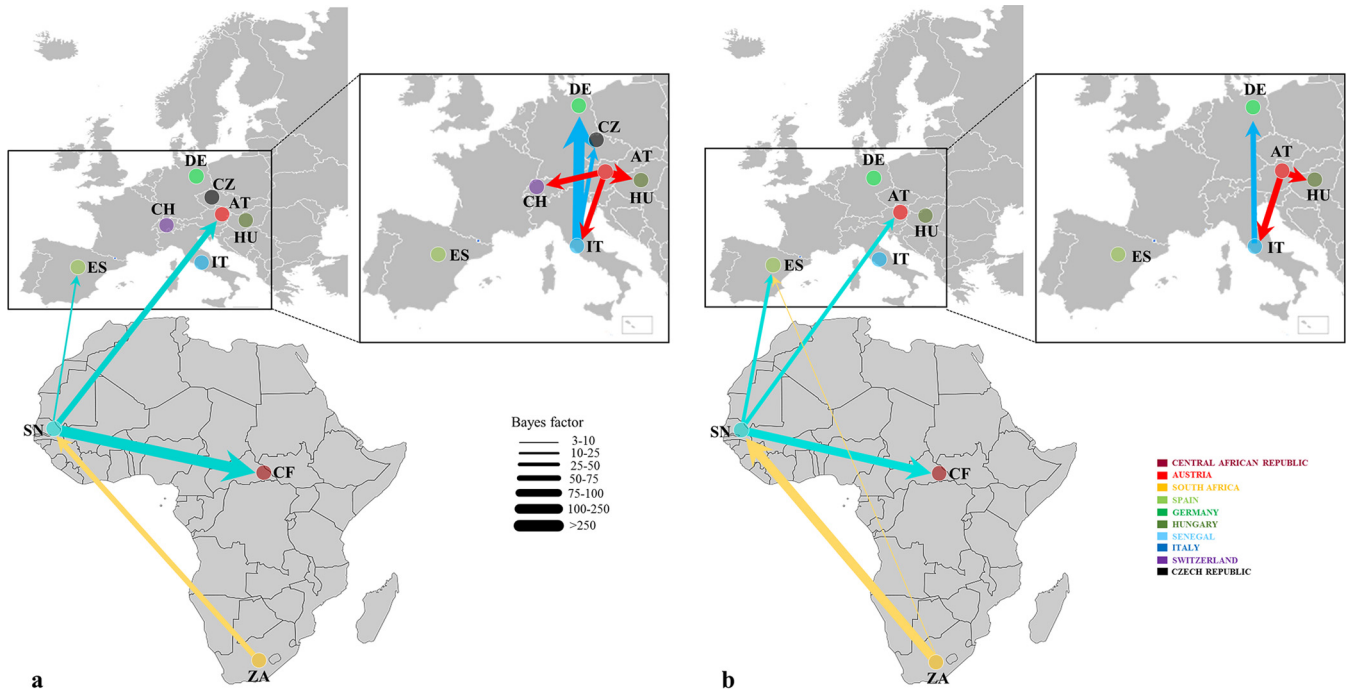 DE
CZ
CH
AT
HU
ES
IT
DE
CZ
AT
CH
HU
IT
ES
SN
CF
ZA
Bayes factor
3-10
10-25
25-50
50-75
75-100
100-250
>250
a
DE
AT
HU
ES
IT
DE
AT
HU
IT
ES
SN
CF
ZA
CENTRAL AFRICAN REPUBLIC
AUSTRIA
SOUTH AFRICA
SPAIN
GERMANY
HUNGARY
SENEGAL
ITALY
SWITZERLAND
CZECH REPUBLIC
b